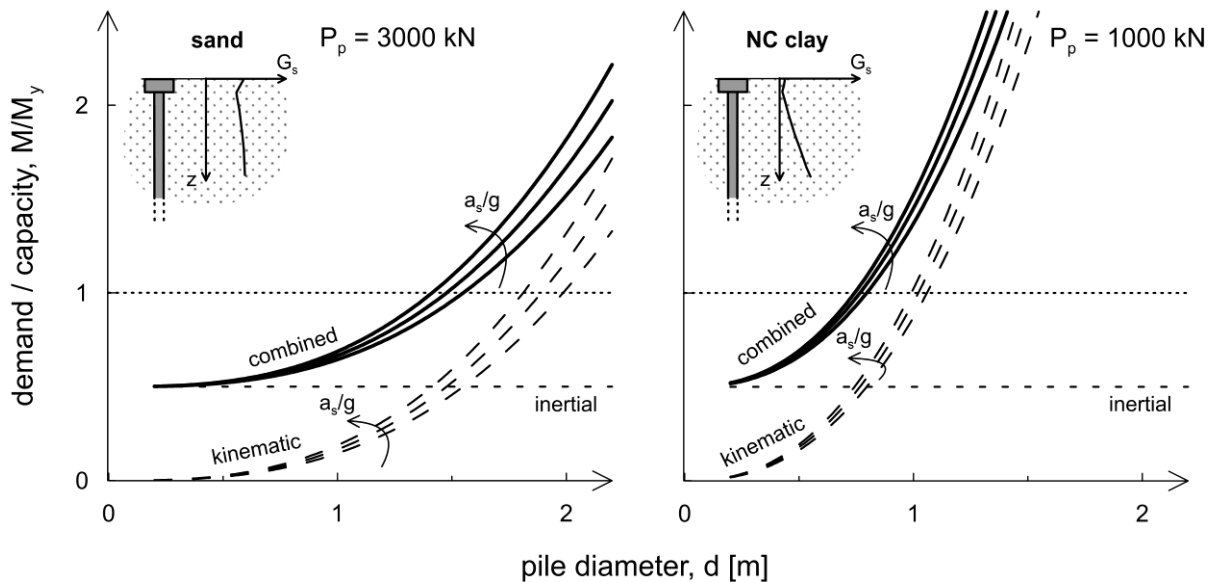 demand / capacity, M/M_y
sand
P_p = 3000 kN
G_s
z
2
1
0
a_s/g
combined
a_s/g
inertial
kinematic
0
1
2
NC clay
P_p = 1000 kN
G_s
z
a_s/g
combined
a_s/g
inertial
kinematic
0
1
2
pile diameter, d [m]